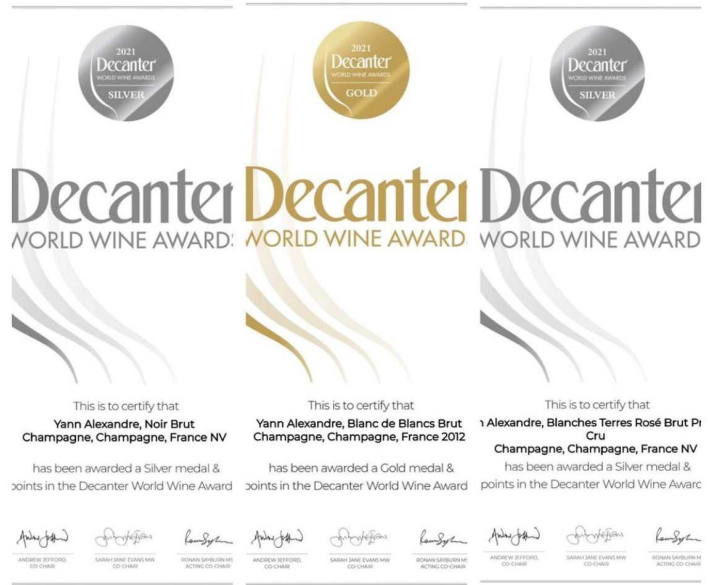 2021
Decanter
WORLD WINE AWARDS
SILVER
Decanter
WORLD WINE AWARDS
This is to certify that
Yann Alexandre, Noir Brut
Champagne, Champagne, France NV
has been awarded a Silver medal &
points in the Decanter World Wine Award
ANDREW JEFFORD,
CO-CHAIR
SARAH JANE EVANS MW
CO-CHAIR
RONAN SAYBURN MS
ACTING CO-CHAIR
2021
Decanter
WORLD WINE AWARDS
GOLD
Decanter
WORLD WINE AWARD
This is to certify that
Yann Alexandre, Blanc de Blancs Brut
Champagne, Champagne, France 2012
has been awarded a Gold medal &
points in the Decanter World Wine Award
ANDREW JEFFORD,
CO-CHAIR
SARAH JANE EVANS MW
CO-CHAIR
RONAN SAYBURN MS
ACTING CO-CHAIR
2021
Decanter
WORLD WINE AWARDS
SILVER
Decanter
WORLD WINE AWARD
This is to certify that
n Alexandre, Blanches Terres Rosé Brut Pr
Cru
Champagne, Champagne, France NV
has been awarded a Silver medal &
points in the Decanter World Wine Award
ANDREW JEFFORD,
CO-CHAIR
SARAH JANE EVANS MW
CO-CHAIR
RONAN SAYBURN M
ACTING CO-CHAI